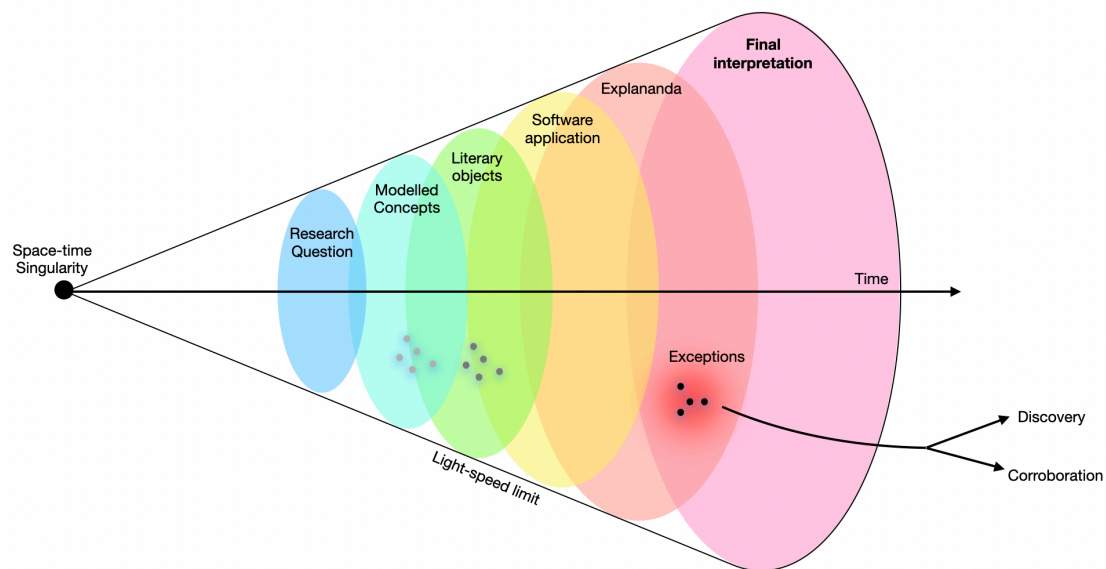 Final
interpretation
Explananda
Software
application
Literary
objects
Modelled
Concepts
Research
Question
Space-time
Singularity
Time
Exceptions
Discovery
Corroboration
Light-speed limit